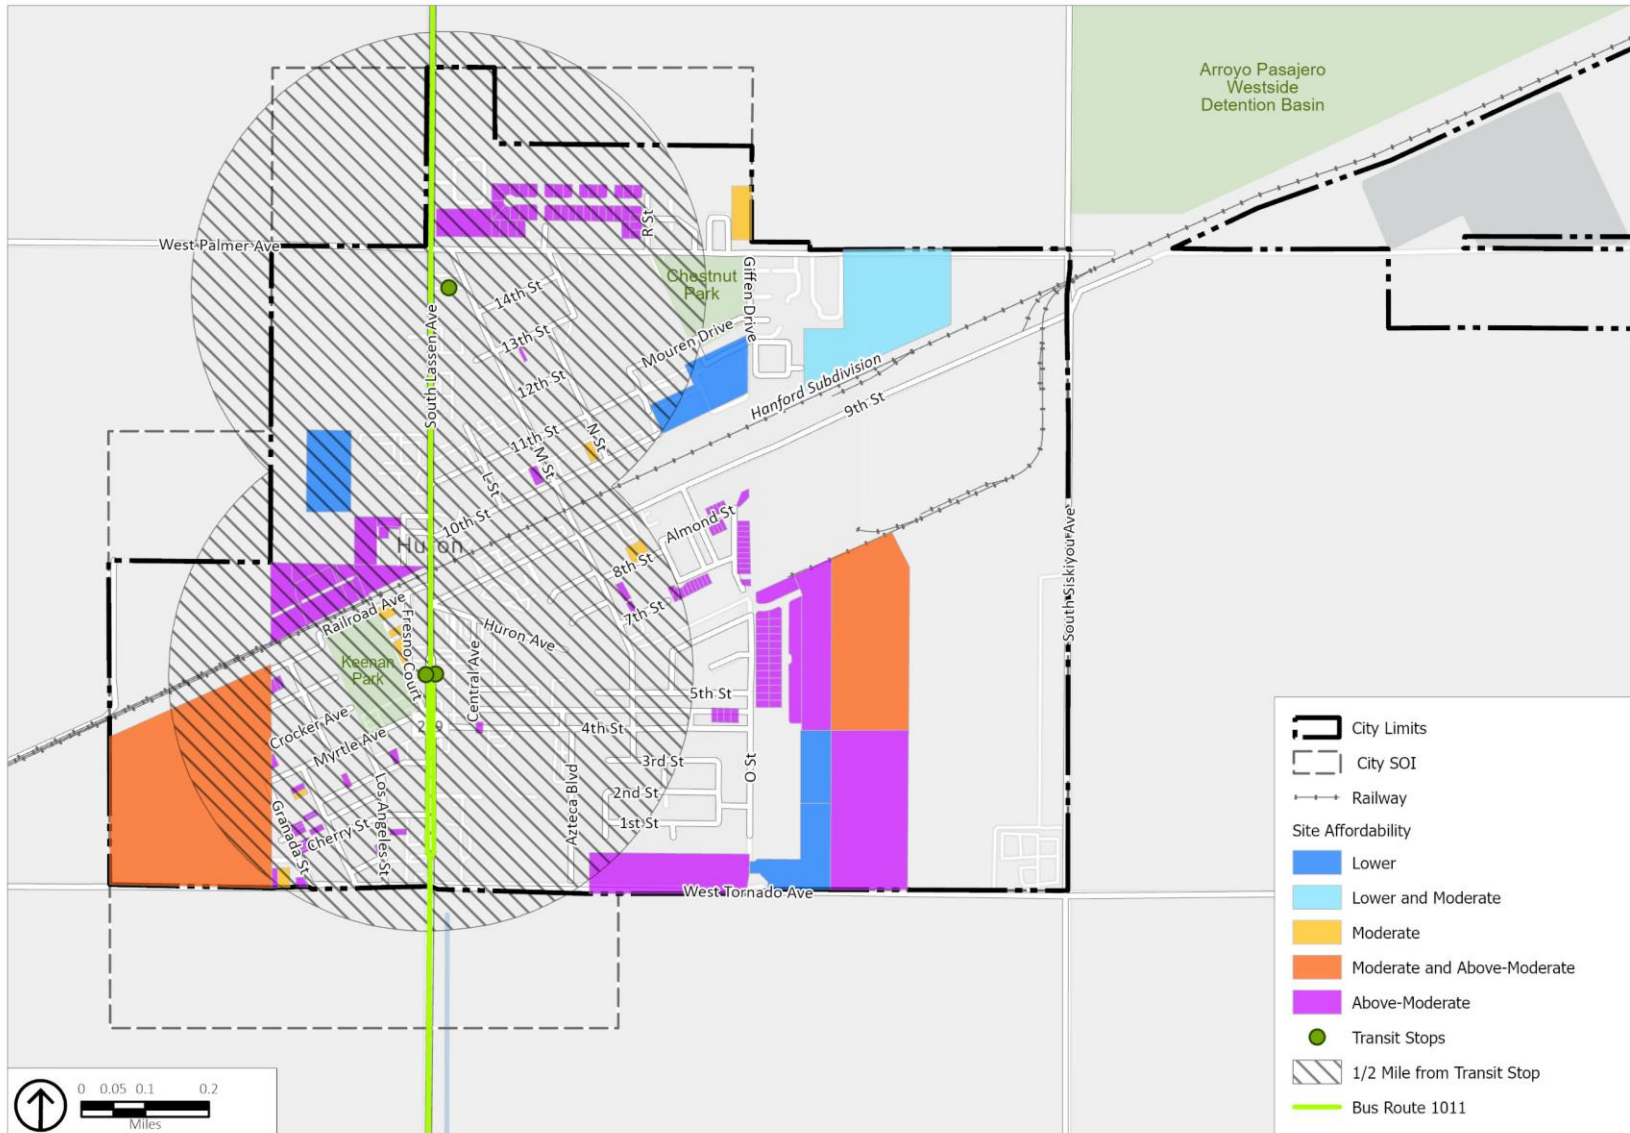 Arroyo Pasajero
Westside
Detention Basin
West Palmer Ave
R St
Chestnut
Park
Giffen Drive
14th St
South Lassen Ave
13th St
Mouren Drive
12th St
Hanford Subdivision
9th St
11th St
N St
M St
L St
10th St
Huron
Almond St
8th St
7th St
South Siskiyou Ave
Railroad Ave
Fresno Court
Huron Ave
Keenan
Park
Central Ave
5th St
4th St
Crocker Ave
Myrtle Ave
269
3rd St
O St
2nd St
1st St
Azteca Blvd
Los Angeles St
Granada St
Cherry St
West Tornado Ave
City Limits
City SOI
Railway
Site Affordability
Lower
Lower and Moderate
Moderate
Moderate and Above-Moderate
Above-Moderate
Transit Stops
1/2 Mile from Transit Stop
Bus Route 1011
0 0.05 0.1 0.2
Miles